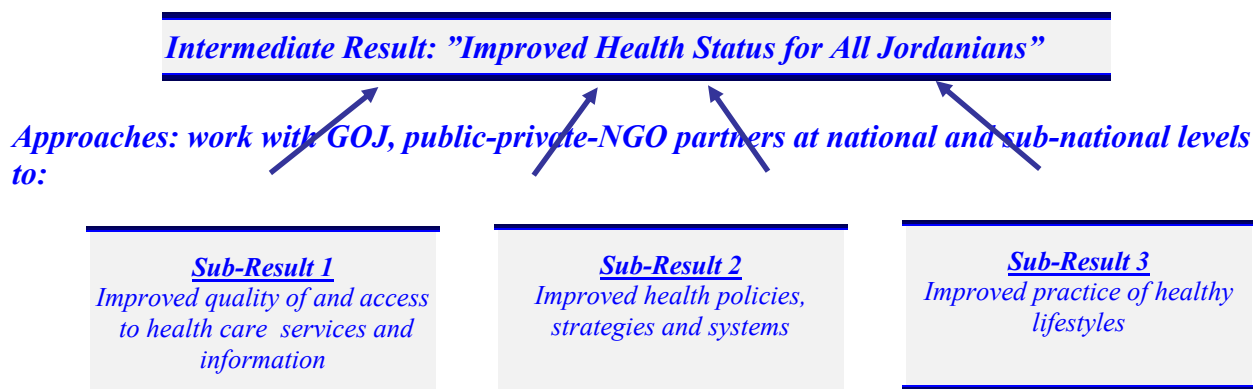 Intermediate Result: ”Improved Health Status for All Jordanians”
Approaches: work with GOJ, public-private-NGO partners at national and sub-national levels
to:
Sub-Result 1
Improved quality of and access
to health care services and
information
Sub-Result 2
Improved health policies,
strategies and systems
Sub-Result 3
Improved practice of healthy
lifestyles